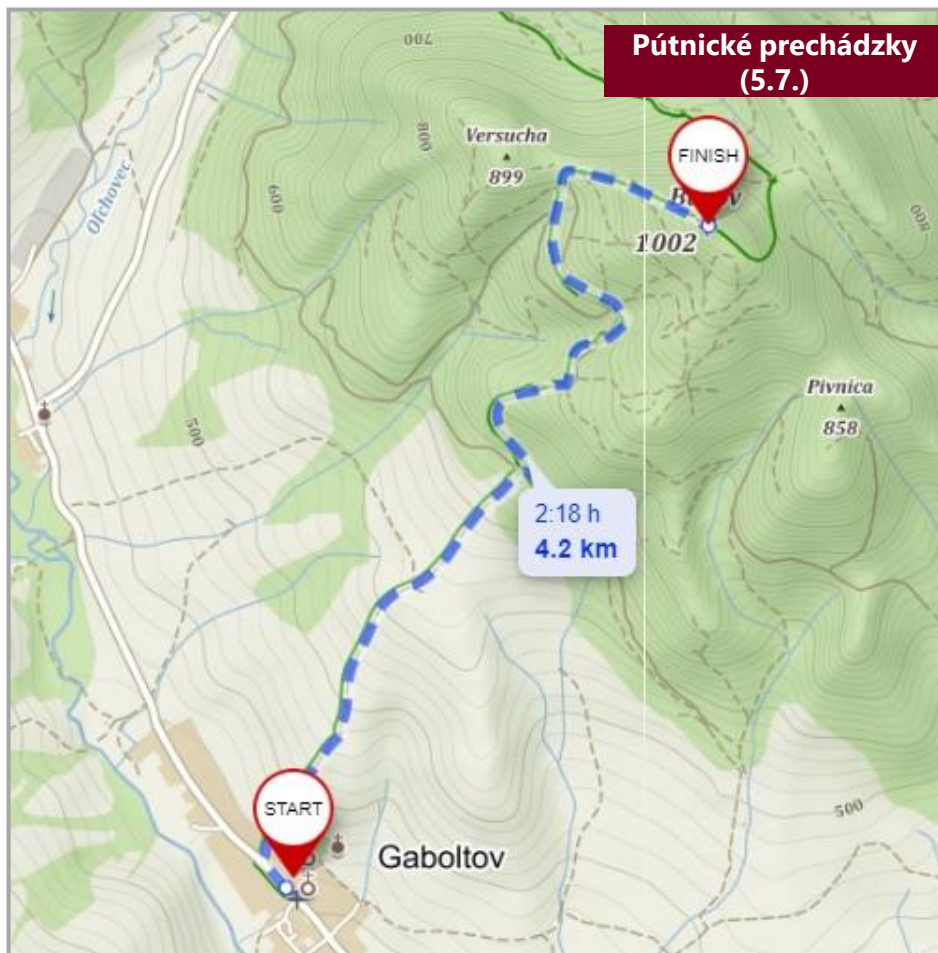 Pútnické prechádzky
(5.7.)
700
800
Versucha
899
FINISH
600
Oľchovec
1002
800
Pivnica
858
500
2:18 h
4.2 km
START
Gaboltov
500